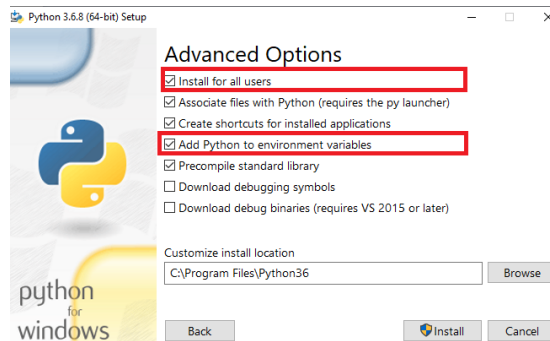 Python 3.6.8 (64-bit) Setup
Advanced Options
Install for all users
Associate files with Python (requires the py launcher)
Create shortcuts for installed applications
Add Python to environment variables
Precompile standard library
Download debugging symbols
Download debug binaries (requires VS 2015 or later)
Customize install location
C:\Program Files\Python36
Browse
python
for
windows
Back
Install
Cancel